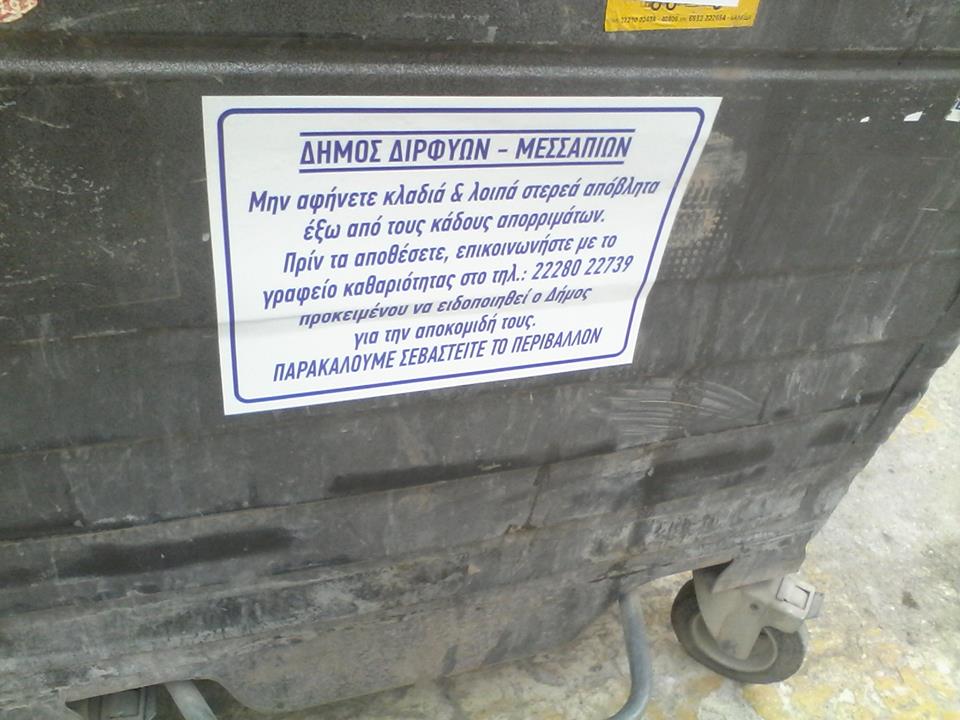 ΔΗΜΟΣ ΔΙΡΦΥΩΝ - ΜΕΣΣΑΠΙΩΝ
Μην αφήνετε κλαδιά & λοιπά στερεά απόβλητα
έξω από τους κάδους απορριμάτων.
Πρίν τα αποθέσετε, επικοινωνήστε με το
γραφείο καθαριότητας στο τηλ.: 22280 22739
προκειμένου να ειδοποιηθεί ο Δήμος
για την αποκομιδή τους.
ΠΑΡΑΚΑΛΟΥΜΕ ΣΕΒΑΣΤΕΙΤΕ ΤΟ ΠΕΡΙΒΑΛΛΟΝ